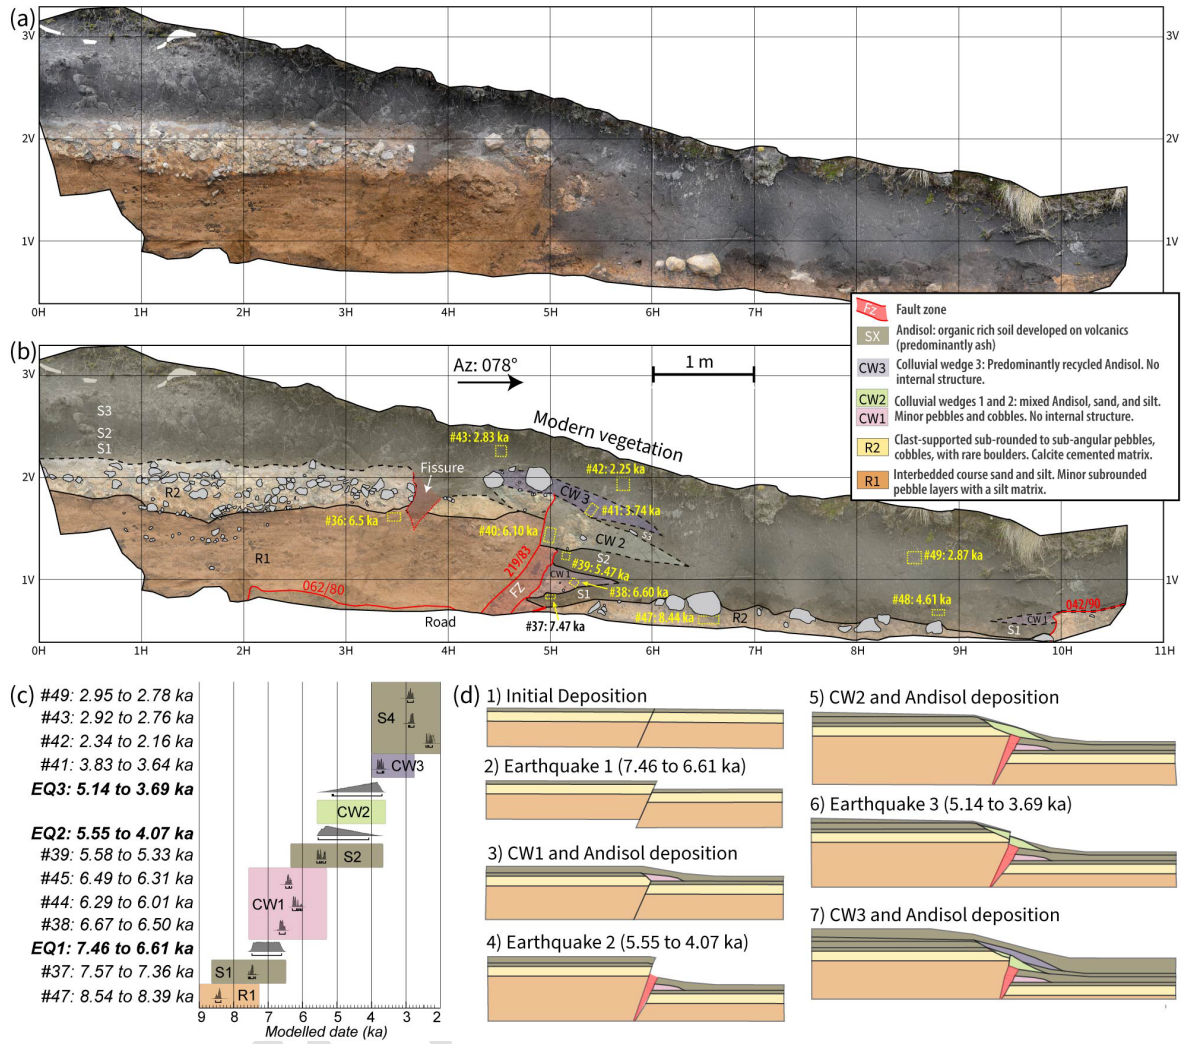 (a)
3V
3V
2V
2V
1V
1V
0H 1H 2H 3H 4H 5H 6H 7H
Fz
Fault zone
SX
Andisol: organic rich soil developed on volcanics
(predominantly ash)
CW3
Colluvial wedge 3: Predominantly recycled Andisol. No
internal structure.
CW2
CW1
Colluvial wedges 1 and 2: mixed Andisol, sand, and silt.
Minor pebbles and cobbles. No internal structure.
R2
Clast-supported sub-rounded to sub-angular pebbles,
cobbles, with rare boulders. Calcite cemented matrix.
R1
Interbedded course sand and silt. Minor subrounded
pebble layers with a silt matrix.
(b)
Az: 078°
1 m
3V
Modern vegetation
S3
S2
S1
#43: 2.83 ka
#42: 2.25 ka
Fissure
2V
R2
CW 3
#41: 3.74 ka
#36: 6.5 ka
#40: 6.10 ka
S3
CW 2
R1
219/83
S2
#39: 5.47 ka
#49: 2.87 ka
1V
1V
062/80
FZ
CW 1
#38: 6.60 ka
S1
#48: 4.61 ka
042/90
Road
#37: 7.47 ka
#47: 8.44 ka
R2
S1
CW 1
0H 1H 2H 3H 4H 5H 6H 7H 8H 9H 10H 11H
(c)
#49: 2.95 to 2.78 ka
#43: 2.92 to 2.76 ka
S4
#42: 2.34 to 2.16 ka
#41: 3.83 to 3.64 ka
CW3
EQ3: 5.14 to 3.69 ka
CW2
EQ2: 5.55 to 4.07 ka
#39: 5.58 to 5.33 ka
S2
#45: 6.49 to 6.31 ka
#44: 6.29 to 6.01 ka
CW1
#38: 6.67 to 6.50 ka
EQ1: 7.46 to 6.61 ka
#37: 7.57 to 7.36 ka
S1
#47: 8.54 to 8.39 ka
R1
9 8 7 6 5 4 3 2
Modelled date (ka)
(d)
1) Initial Deposition
2) Earthquake 1 (7.46 to 6.61 ka)
3) CW1 and Andisol deposition
4) Earthquake 2 (5.55 to 4.07 ka)
5) CW2 and Andisol deposition
6) Earthquake 3 (5.14 to 3.69 ka)
7) CW3 and Andisol deposition